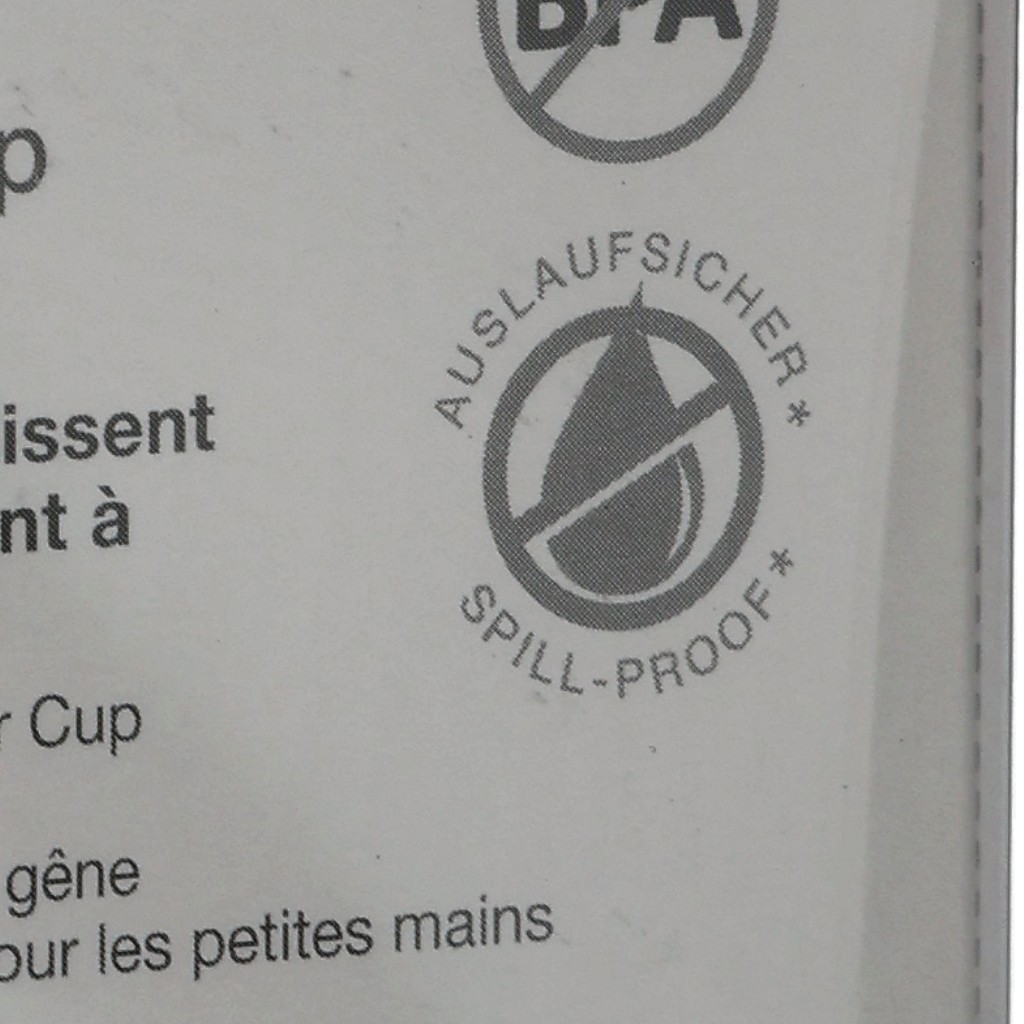 BPA
AUSLAUFSICHER*
issent
nt à
SPILL-PROOF*
r Cup
gêne
our les petites mains